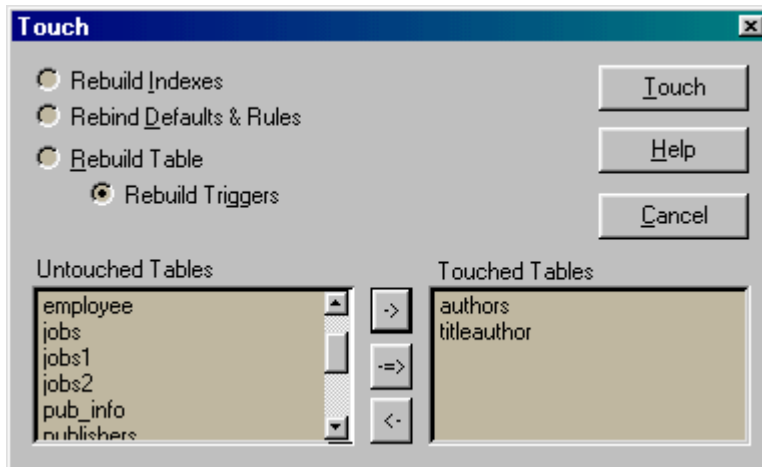 Touch
Rebuild Indexes
Rebind Defaults & Rules
Rebuild Table
Rebuild Triggers
Touch
Help
Cancel
Untouched Tables
employee
jobs
jobs1
jobs2
pub_info
publishers
->
-=>
<-
Touched Tables
authors
titleauthor